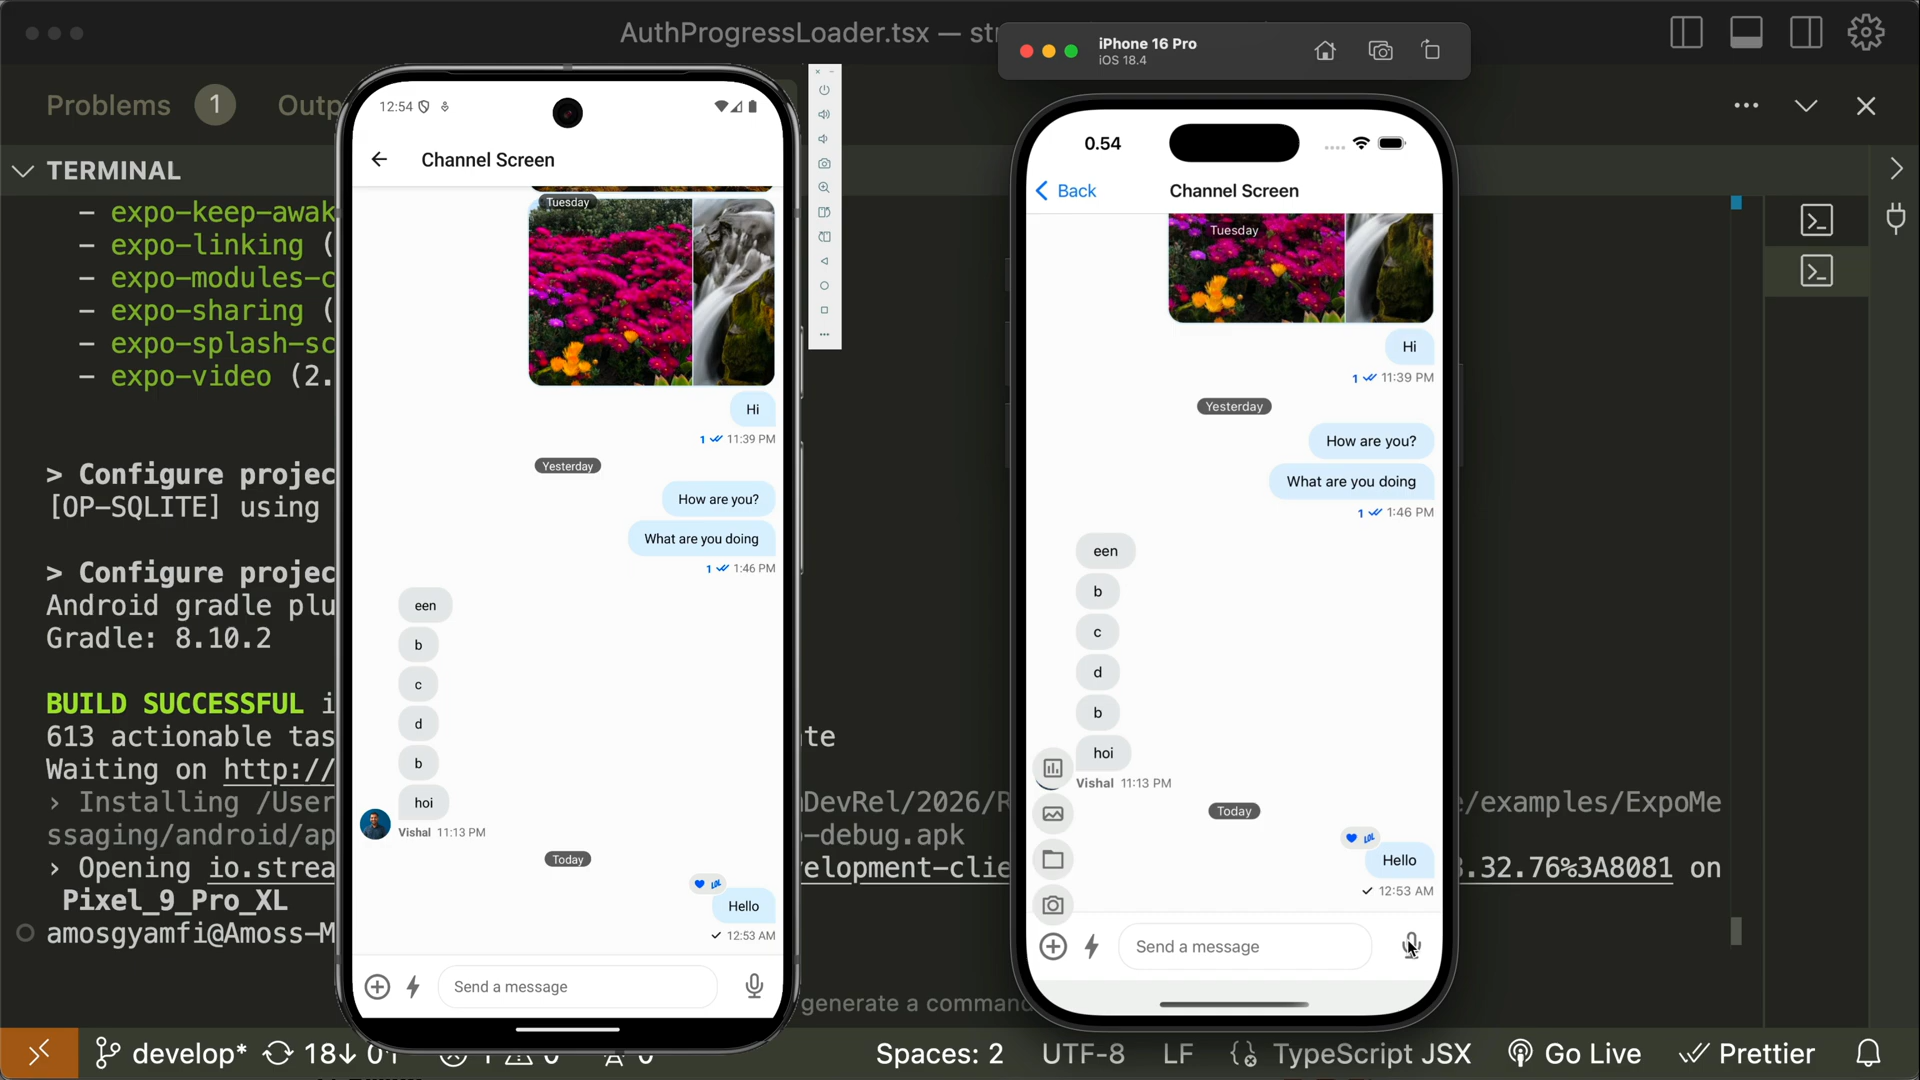 AuthProgressLoader.tsx — str
Problems 1 Outp
TERMINAL
– expo-keep-awak
– expo-linking (
– expo-modules-c
– expo-sharing (
– expo-splash-sc
– expo-video (2.
> Configure projec
[OP-SQLITE] using
> Configure projec
Android gradle plu
Gradle: 8.10.2
BUILD SUCCESSFUL i
613 actionable tas te
Waiting on http://
› Installing /User DevRel/2026/R e/examples/ExpoMe
ssaging/android/ap -debug.apk
› Opening io.strea elopment-clie 3.32.76%3A8081 on
Pixel_9_Pro_XL
amosgyamfi@Amoss-M
generate a command
develop* 18↓
Spaces: 2
UTF-8
LF
TypeScript JSX
Go Live
Prettier
12:54
Channel Screen
Tuesday
Hi
1 11:39 PM
Yesterday
How are you?
What are you doing
1 1:46 PM
een
b
c
d
b
hoi
Vishal 11:13 PM
Today
LOL
Hello
12:53 AM
Send a message
iPhone 16 Pro
iOS 18.4
0.54
Back
Channel Screen
Tuesday
Hi
1 11:39 PM
Yesterday
How are you?
What are you doing
1 1:46 PM
een
b
c
d
b
hoi
Vishal 11:13 PM
Today
LOL
Hello
12:53 AM
Send a message